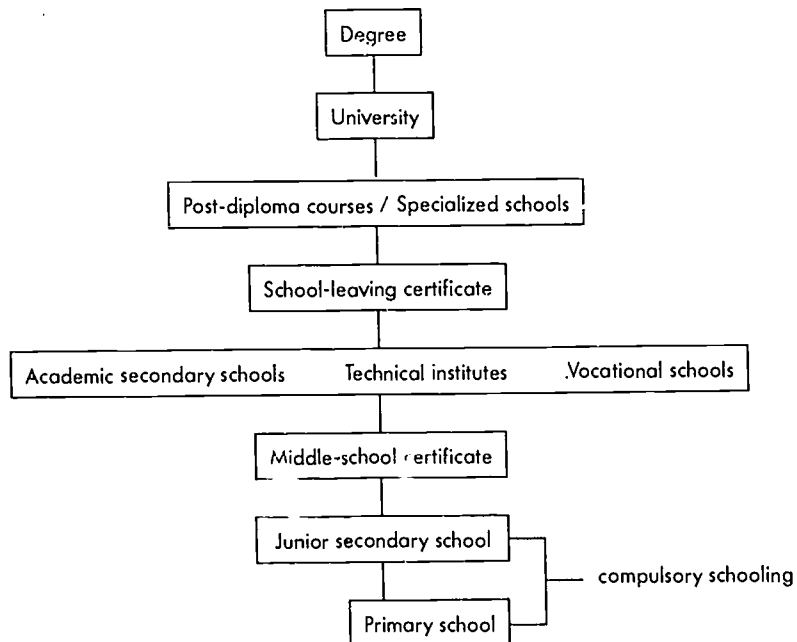 Degree
University
Post-diploma courses / Specialized schools
School-leaving certificate
Academic secondary schools Technical institutes .Vocational schools
Middle-school certificate
Junior secondary school
compulsory schooling
Primary school